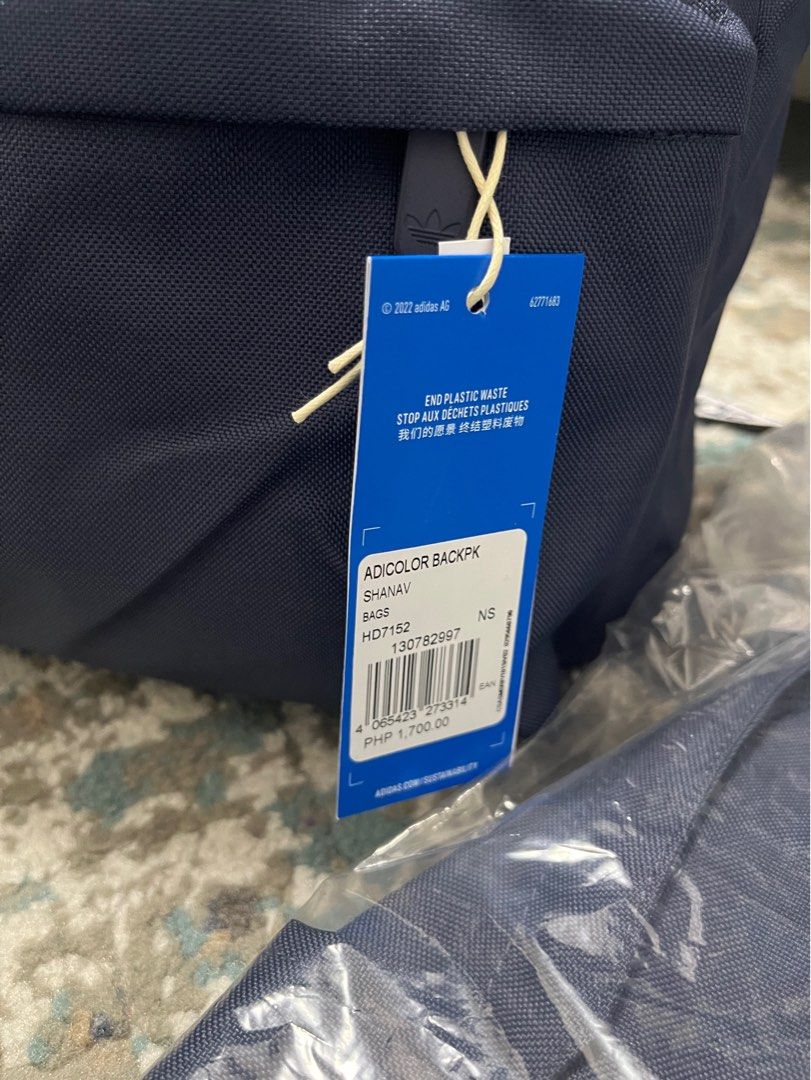 © 2022 adidas AG
62771683
END PLASTIC WASTE
STOP AUX DÉCHETS PLASTIQUES
我们的愿景 终结塑料废物
ADICOLOR BACKPK
SHANAV
BAGS
HD7152
NS
130782997
EAN
4 065423 273314
PHP 1,700.00
ADIDAS.COM/SUSTAINABILITY